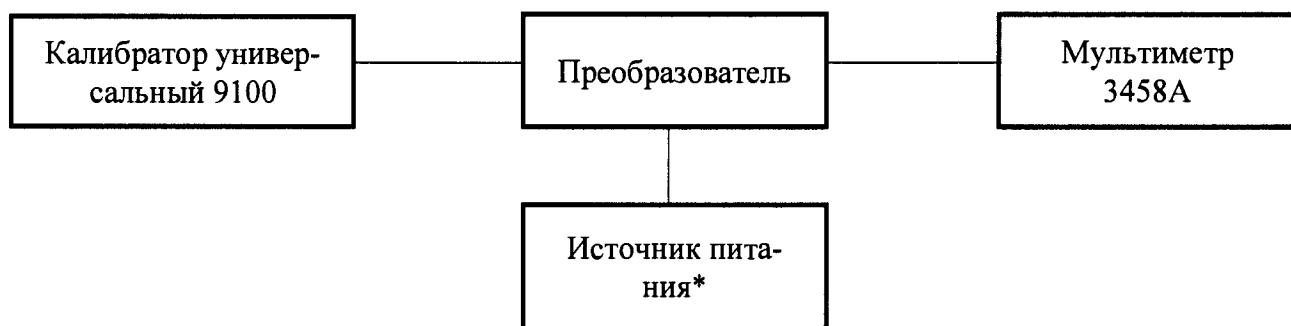 Калибратор универ-
сальный 9100
Преобразователь
Мультиметр
3458А
Источник пита-
ния*